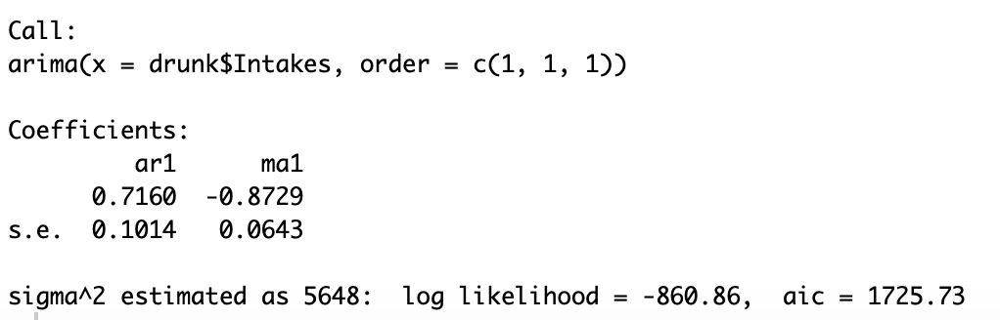 Call:
arima(x = drunk$Intakes, order = c(1, 1, 1))
Coefficients:
ar1 ma1
0.7160 -0.8729
s.e. 0.1014 0.0643
sigma^2 estimated as 5648: log likelihood = -860.86, aic = 1725.73